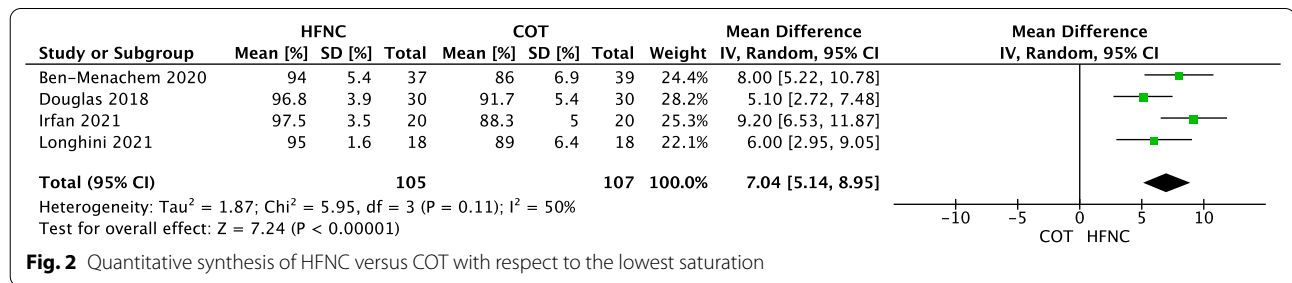 HFNC COT Mean Difference Mean Difference
Study or Subgroup Mean [%] SD [%] Total Mean [%] SD [%] Total Weight IV, Random, 95% CI IV, Random, 95% CI
Ben-Menachem 2020 94 5.4 37 86 6.9 39 24.4% 8.00 [5.22, 10.78]
Douglas 2018 96.8 3.9 30 91.7 5.4 30 28.2% 5.10 [2.72, 7.48]
Irfan 2021 97.5 3.5 20 88.3 5 20 25.3% 9.20 [6.53, 11.87]
Longhini 2021 95 1.6 18 89 6.4 18 22.1% 6.00 [2.95, 9.05]
Total (95% CI) 105 107 100.0% 7.04 [5.14, 8.95]
Heterogeneity: Tau² = 1.87; Chi² = 5.95, df = 3 (P = 0.11); I² = 50%
Test for overall effect: Z = 7.24 (P < 0.00001)
-10 -5 0 5 10
COT HFNC
Fig. 2 Quantitative synthesis of HFNC versus COT with respect to the lowest saturation